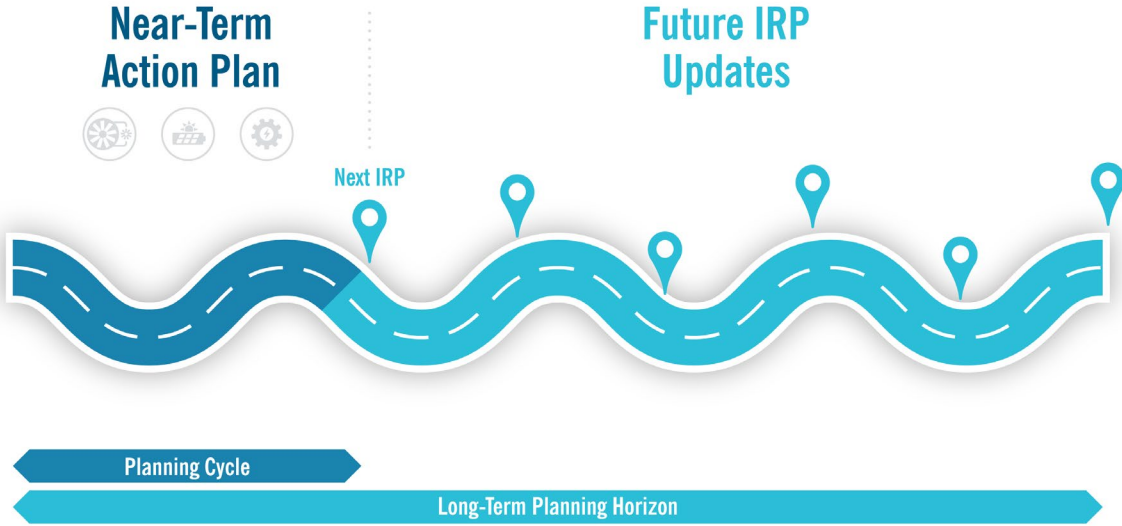 Near-Term
Action Plan
Future IRP
Updates
Next IRP
Planning Cycle
Long-Term Planning Horizon